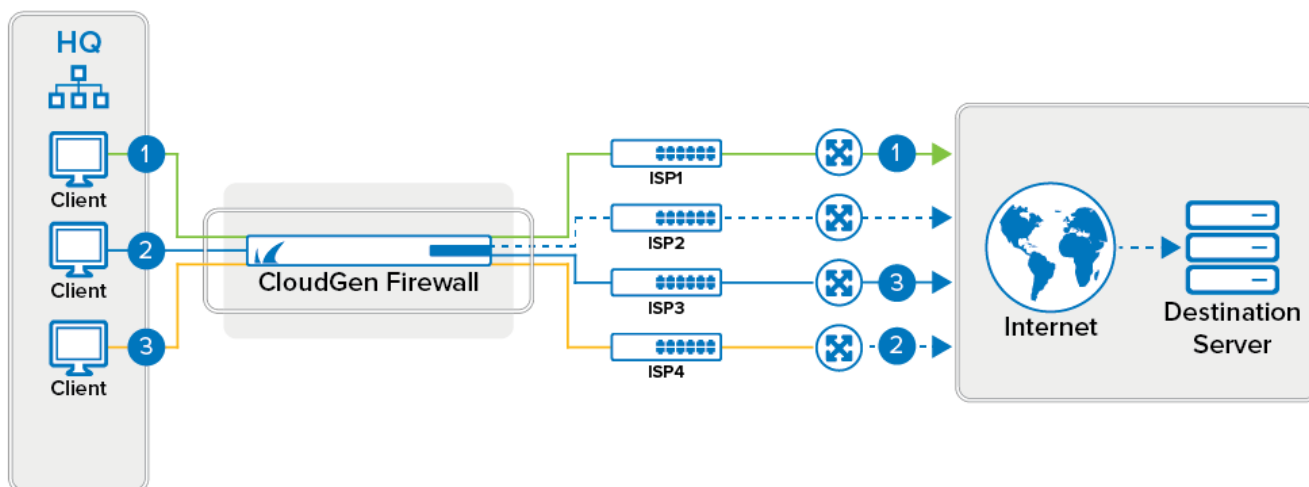 HQ
1
Client
2
Client
3
Client
CloudGen Firewall
ISP1
1
ISP2
ISP3
3
ISP4
2
Internet
Destination
Server